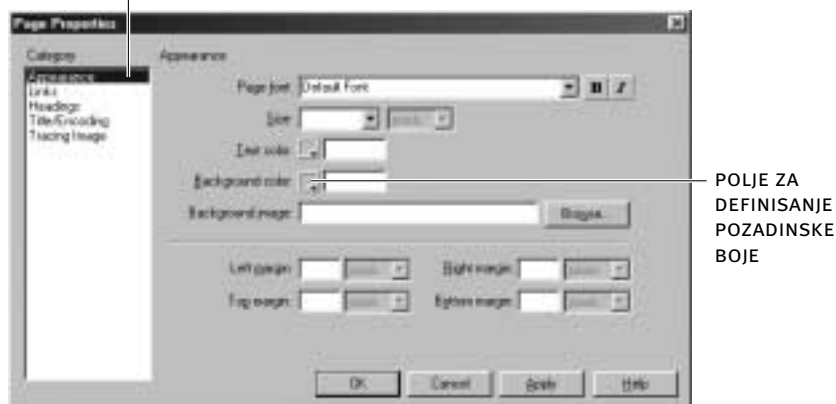 Page Properties
Category
Appearance
Appearance
Links
Headings
Title/Encoding
Tracing Image
Page font: Default Font
B I
Size:
Text color:
Background color:
Background image:
Browse...
Left margin:
Right margin:
Top margin:
Bottom margin:
OK
Cancel
Apply
Help
POLJE ZA
DEFINISANJE
POZADINSKE
BOJE